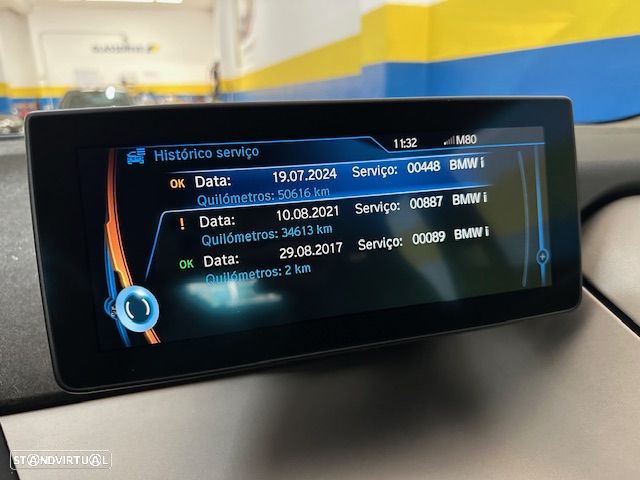 Histórico serviço
11:32 M80
OK Data: 19.07.2024 Serviço: 00448 BMW i
Quilómetros: 50616 km
! Data: 10.08.2021 Serviço: 00887 BMW i
Quilómetros: 34613 km
OK Data: 29.08.2017 Serviço: 00089 BMW i
Quilómetros: 2 km
STANDVIRTUAL